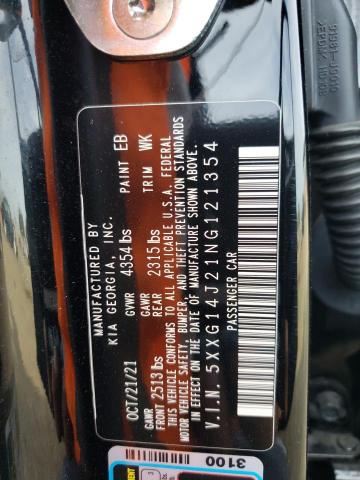 MANUFACTURED BY
KIA GEORGIA, INC.
OCT/21/21 GVWR 4354 lbs PAINT EB
GAWR FRONT 2513 lbs GAWR REAR 2315 lbs TRIM WK
THIS VEHICLE CONFORMS TO ALL APPLICABLE U.S.A. FEDERAL
MOTOR VEHICLE SAFETY, BUMPER, AND THEFT PREVENTION STANDARDS
IN EFFECT ON THE DATE OF MANUFACTURE SHOWN ABOVE.
V.I.N. 5XXG14J21NG121354
PASSENGER CAR
3100